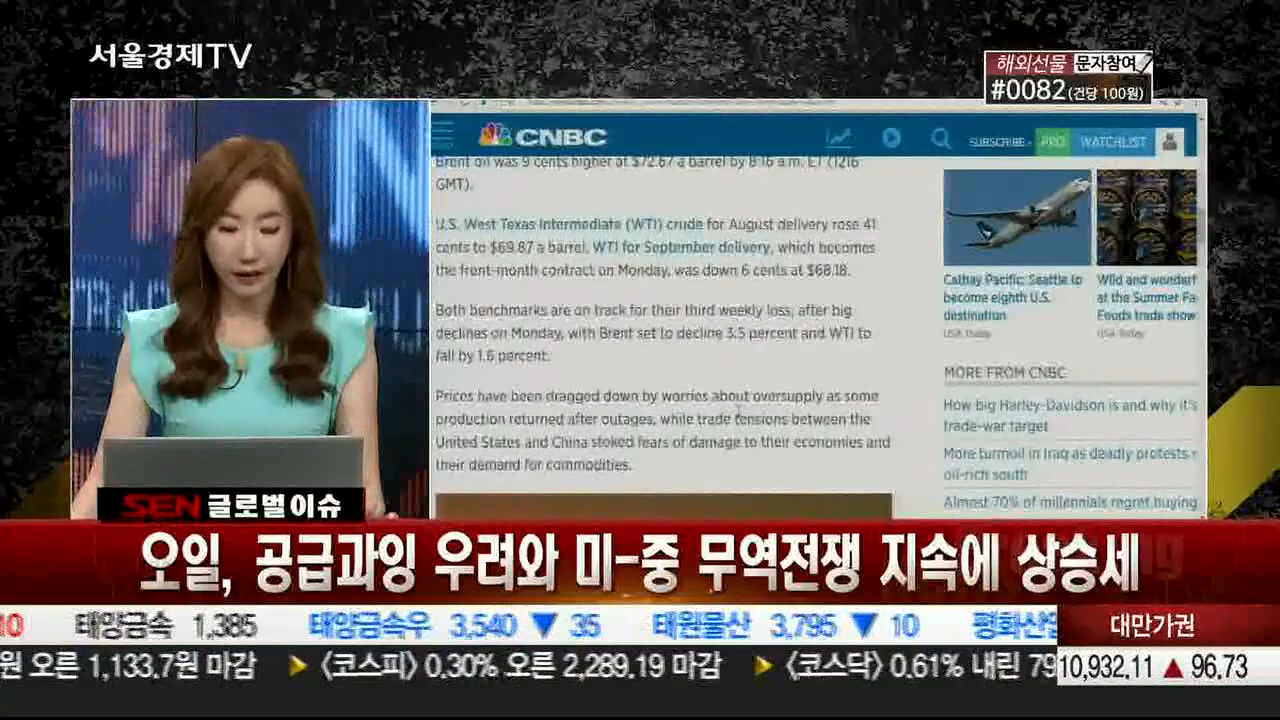 서울경제TV
해외선물 문자참여
#0082(건당 100원)
CNBC
SUBSCRIBE
PRO
WATCHLIST
Brent oil was 9 cents higher at $72.67 a barrel by 8:16 a.m. ET (1216
GMT).
U.S. West Texas Intermediate (WTI) crude for August delivery rose 41
cents to $69.87 a barrel. WTI for September delivery, which becomes
the front-month contract on Monday, was down 6 cents at $68.18.
Both benchmarks are on track for their third weekly loss, after big
declines on Monday, with Brent set to decline 3.5 percent and WTI to
fall by 1.6 percent.
Prices have been dragged down by worries about oversupply as some
production returned after outages, while trade tensions between the
United States and China stoked fears of damage to their economies and
their demand for commodities.
Cathay Pacific: Seattle to
become eighth U.S.
destination
USA Today
Wild and wonderf
at the Summer Fa
Foods trade show
USA Today
MORE FROM CNBC
How big Harley-Davidson is and why it's
trade-war target
More turmoil in Iraq as deadly protests
oil-rich south
Almost 70% of millennials regret buying
SEN 글로벌이슈
오일, 공급과잉 우려와 미-중 무역전쟁 지속에 상승세
10 태양금속 1,385 태양금속우 3,540 ▼ 35 태원물산 3,795 ▼ 10 평화산업
대만가권
원 오른 1,133.7원 마감 ▶ 〈코스피〉 0.30% 오른 2,289.19 마감 ▶ 〈코스닥〉 0.61% 내린 79
10,932.11 ▲ 96.73